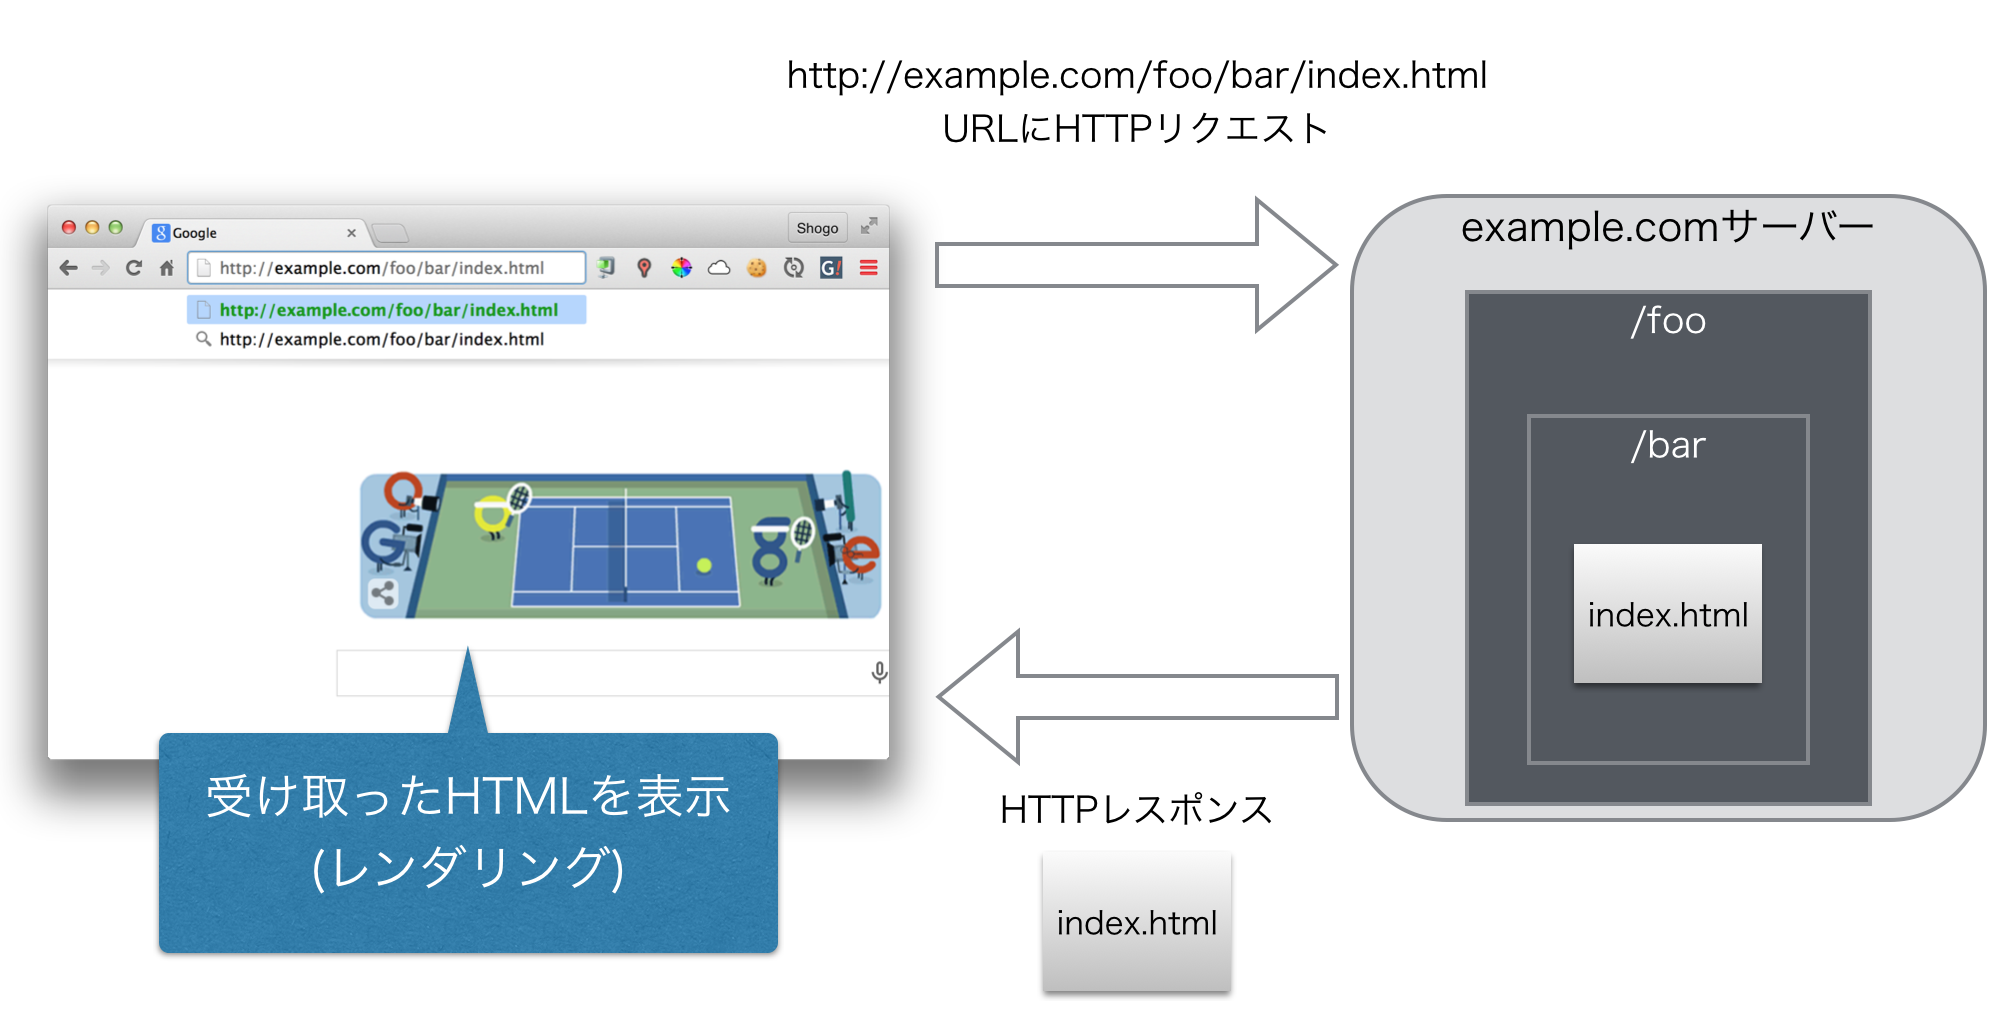 http://example.com/foo/bar/index.html
URLにHTTPリクエスト
Google
Shogo
http://example.com/foo/bar/index.html
G!
http://example.com/foo/bar/index.html
http://example.com/foo/bar/index.html
example.comサーバー
/foo
/bar
index.html
受け取ったHTMLを表示
(レンダリング)
HTTPレスポンス
index.html